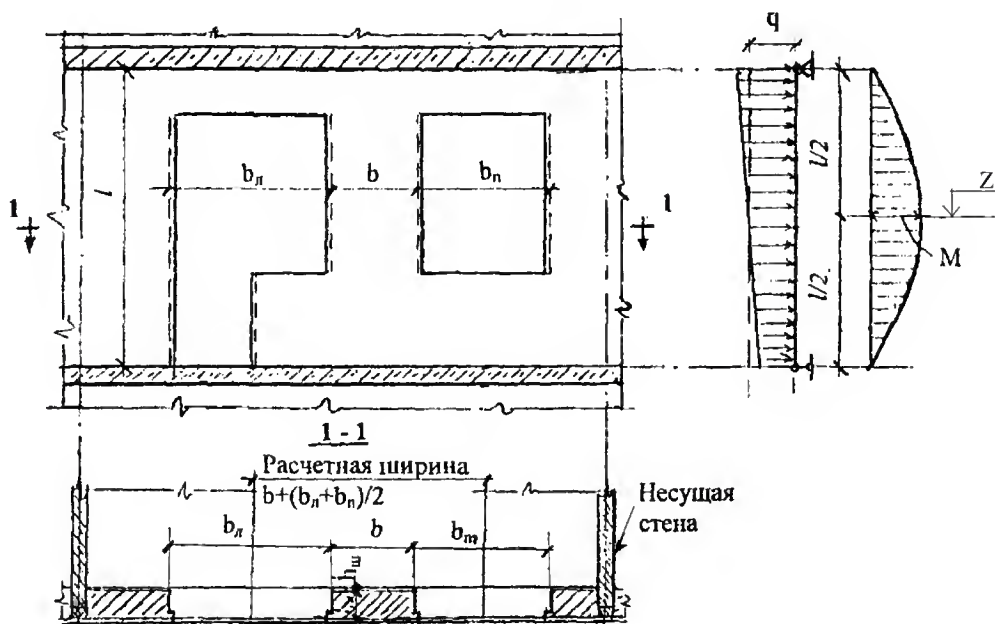 q
l
bл
b
bп
1
1
l/2
l/2
Z
M
1 - 1
Расчетная ширина
b+(bл+bп)/2
Несущая
стена
bл
b
bm
hш